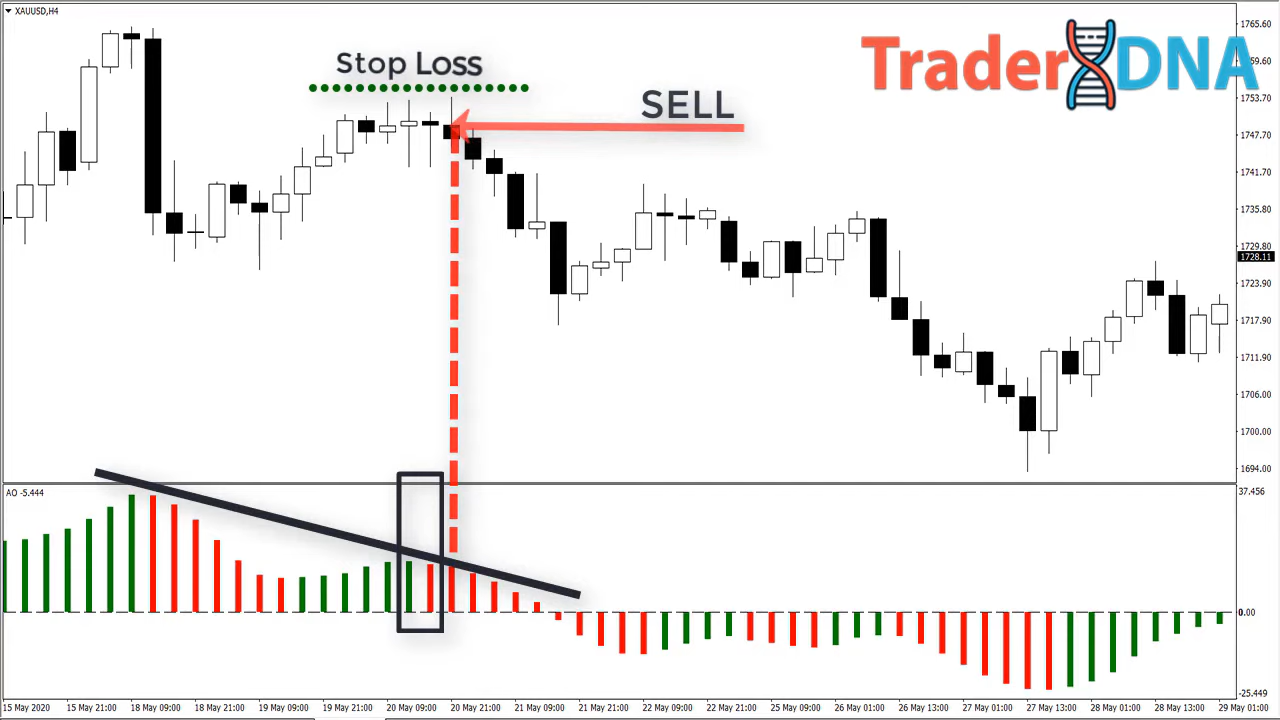 XAUUSD,H4
TraderDNA
Stop Loss
SELL
1765.60
1753.70
1747.70
1741.70
1735.80
1729.80
1728.11
1723.90
1717.90
1711.90
1706.00
1700.00
1694.00
AO -5.444
37.456
0.00
-25.449
15 May 2020
15 May 21:00
18 May 09:00
18 May 21:00
19 May 09:00
19 May 21:00
20 May 09:00
20 May 21:00
21 May 09:00
21 May 21:00
22 May 09:00
22 May 21:00
25 May 09:00
26 May 01:00
26 May 13:00
27 May 01:00
27 May 13:00
28 May 01:00
28 May 13:00
29 May 01:00